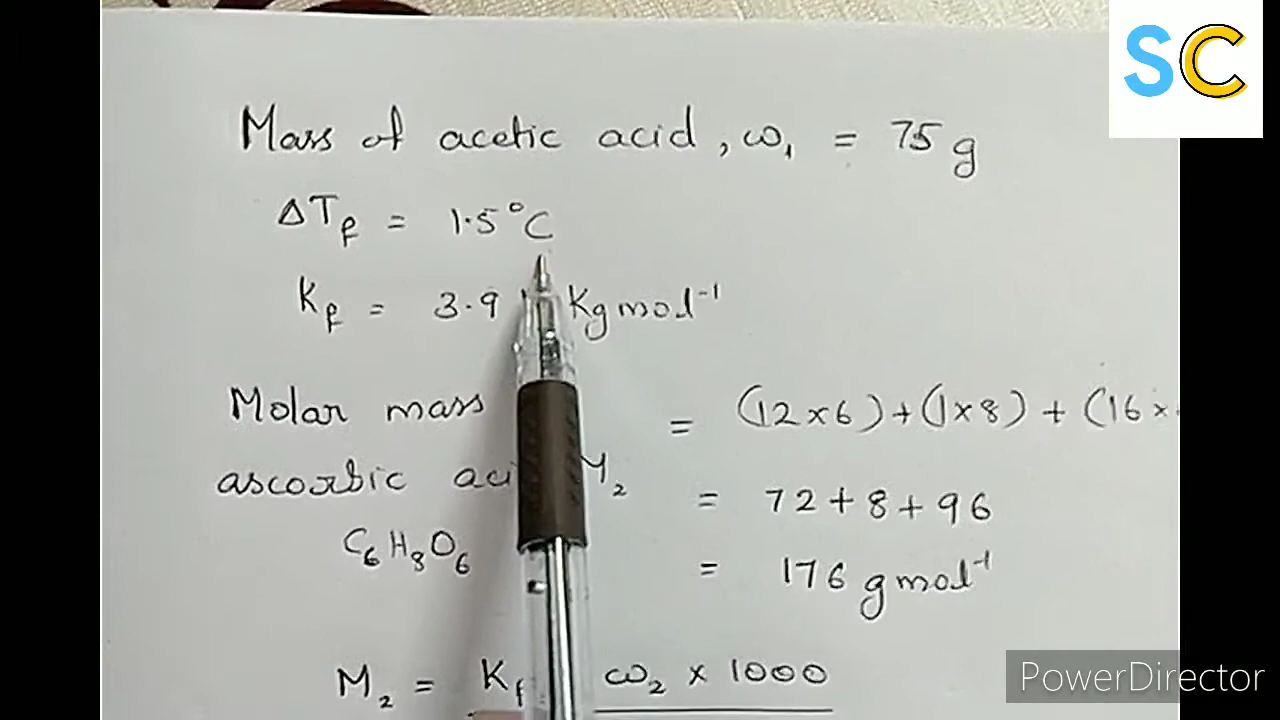 SC
Mass of acetic acid, ω₁ = 75 g
ΔT_f = 1.5°C
K_f = 3.9 Kg mol⁻¹
Molar mass = (12 x 6) + (1 x 8) + (16 x
ascorbic M₂ = 72 + 8 + 96
C₆H₈O₆ = 176 g mol⁻¹
M₂ = K_f ω₂ x 1000
PowerDirector